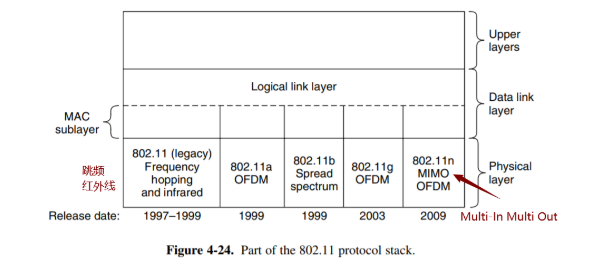 Upper
layers
Logical link layer
Data link
layer
MAC
sublayer
跳频
红外线
802.11 (legacy)
Frequency
hopping
and infrared
802.11a
OFDM
802.11b
Spread
spectrum
802.11g
OFDM
802.11n
MIMO
OFDM
Physical
layer
Release date: 1997–1999 1999 1999 2003 2009
Multi-In Multi Out
Figure 4-24. Part of the 802.11 protocol stack.